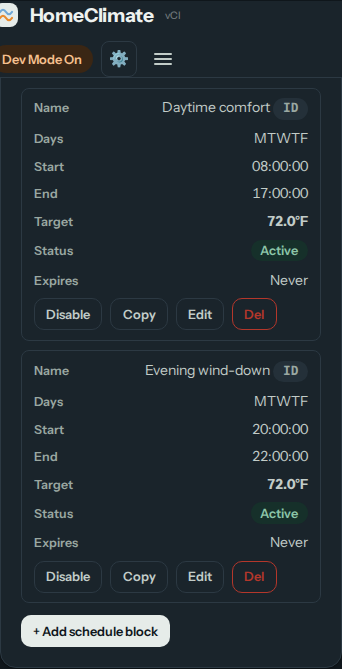 HomeClimate vCI
Dev Mode On
Name Daytime comfort ID
Days MTWTF
Start 08:00:00
End 17:00:00
Target 72.0°F
Status Active
Expires Never
Disable Copy Edit Del
Name Evening wind-down ID
Days MTWTF
Start 20:00:00
End 22:00:00
Target 72.0°F
Status Active
Expires Never
Disable Copy Edit Del
+ Add schedule block